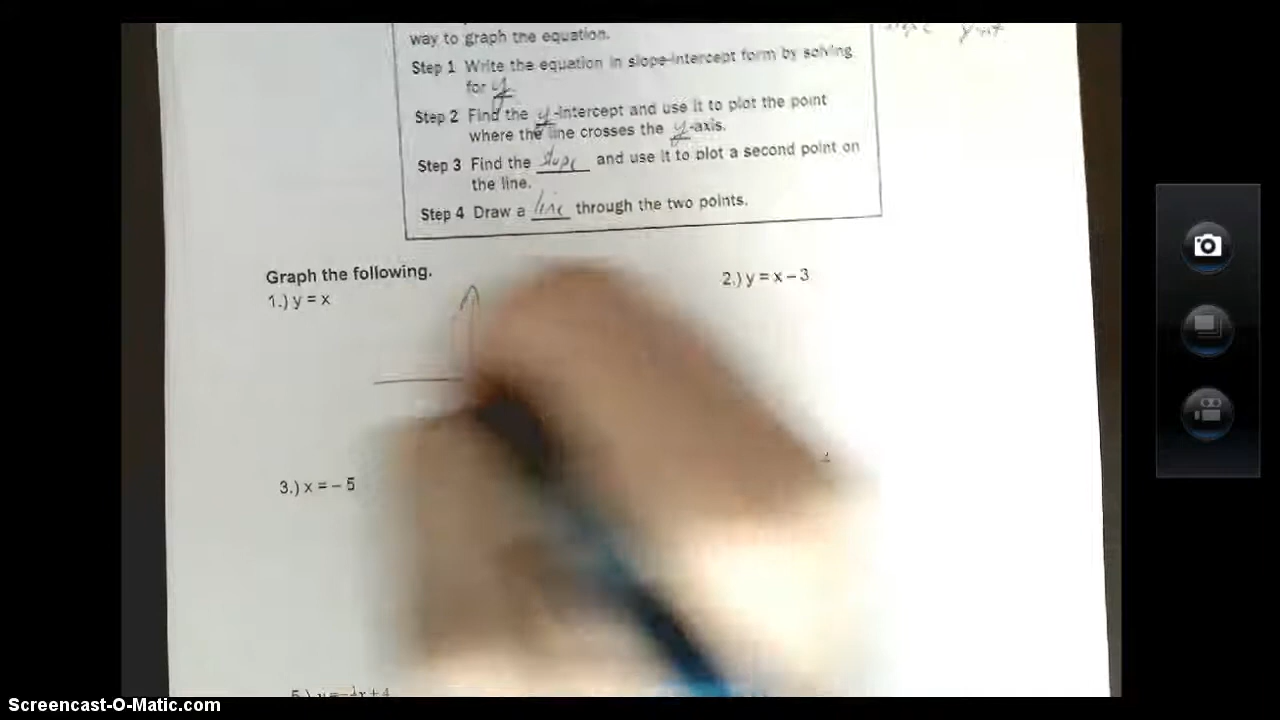 way to graph the equation.
Step 1 Write the equation in slope-intercept form by solving
for y
Step 2 Find the y-intercept and use it to plot the point
where the line crosses the y-axis.
Step 3 Find the slope and use it to plot a second point on
the line.
Step 4 Draw a line through the two points.
Graph the following.
1.) y = x
2.) y = x – 3
3.) x = – 5
Screencast-O-Matic.com